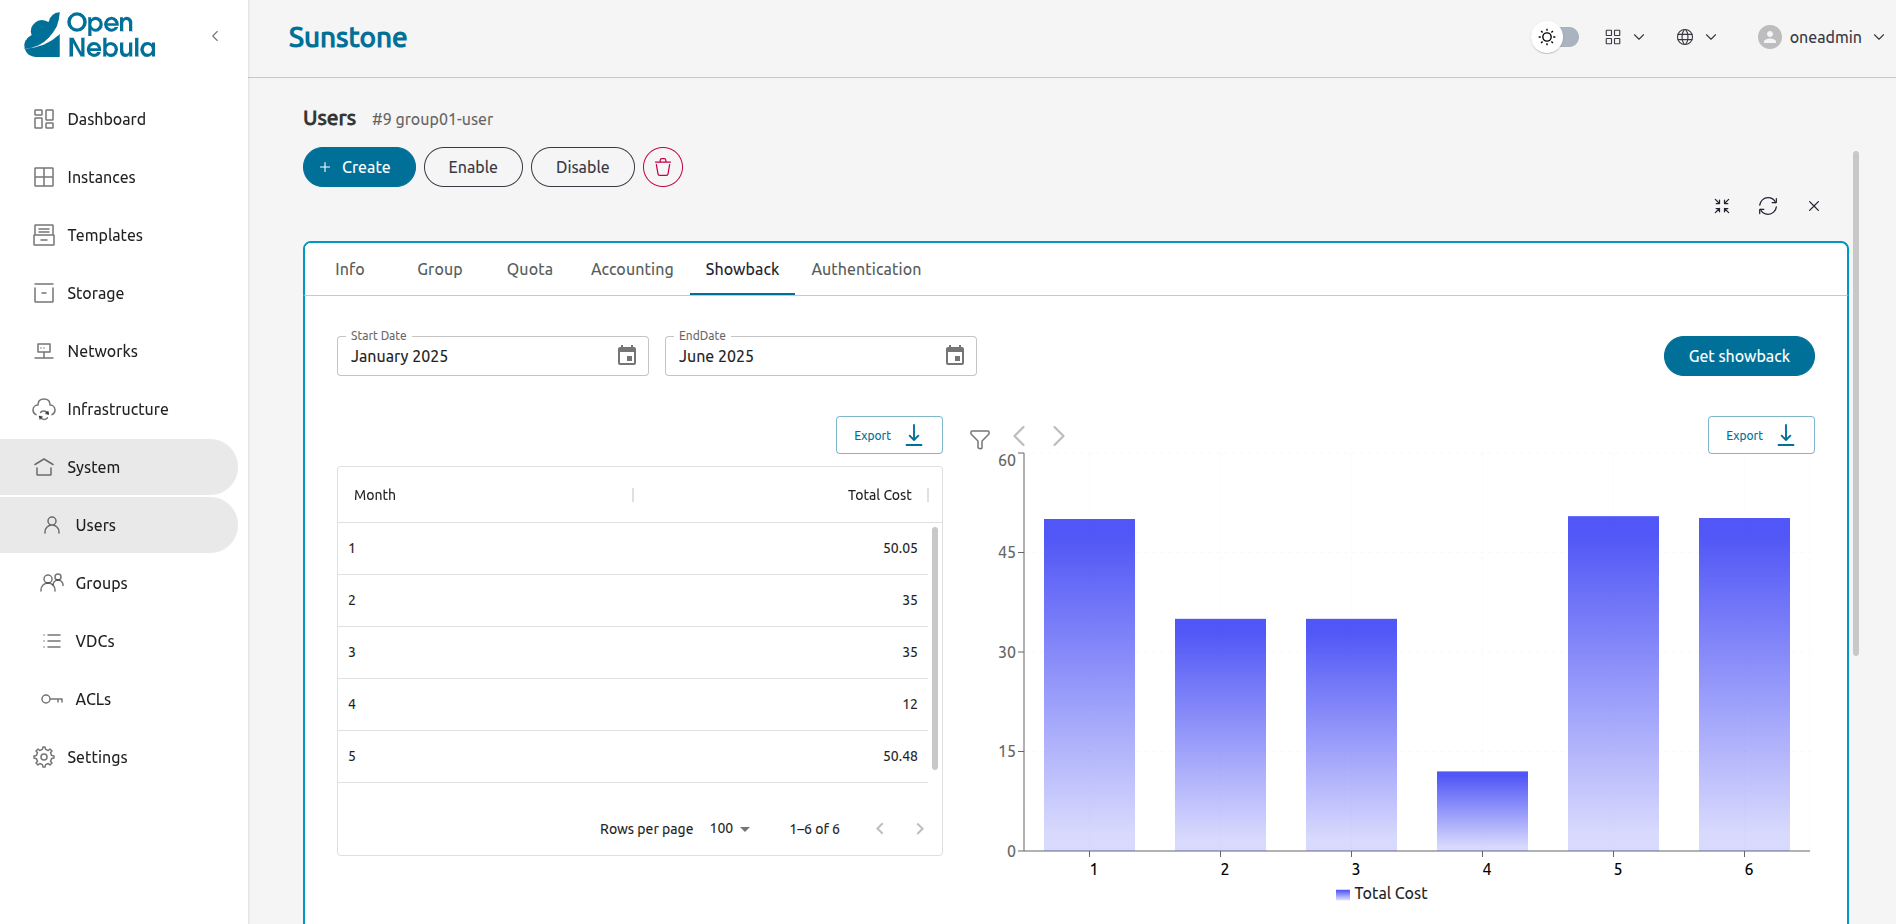 Open
Nebula
Sunstone
oneadmin
Dashboard
Instances
Templates
Storage
Networks
Infrastructure
System
Users
Groups
VDCs
ACLs
Settings
Users #9 group01-user
+ Create Enable Disable
Info Group Quota Accounting Showback Authentication
Start Date EndDate
January 2025 June 2025 Get showback
Export Export
Month Total Cost
1 50.05
2 35
3 35
4 12
5 50.48
Rows per page 100 1–6 of 6
60
45
30
15
0
1 2 3 4 5 6
Total Cost